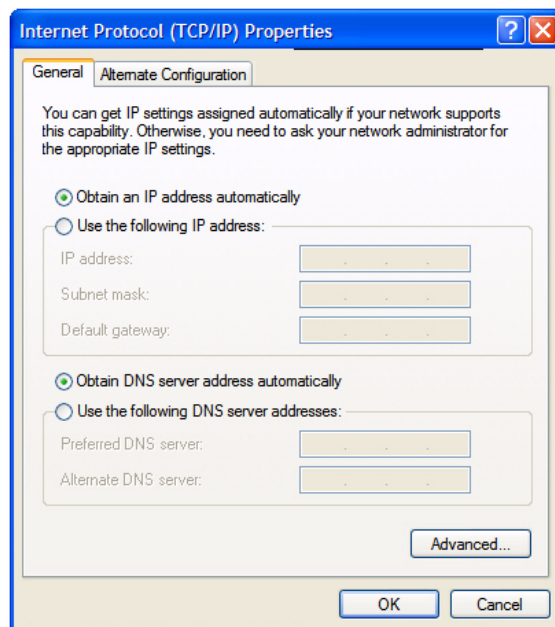 Internet Protocol (TCP/IP) Properties
General
Alternate Configuration
You can get IP settings assigned automatically if your network supports
this capability. Otherwise, you need to ask your network administrator for
the appropriate IP settings.
Obtain an IP address automatically
Use the following IP address:
IP address:
Subnet mask:
Default gateway:
Obtain DNS server address automatically
Use the following DNS server addresses:
Preferred DNS server:
Alternate DNS server:
Advanced...
OK
Cancel